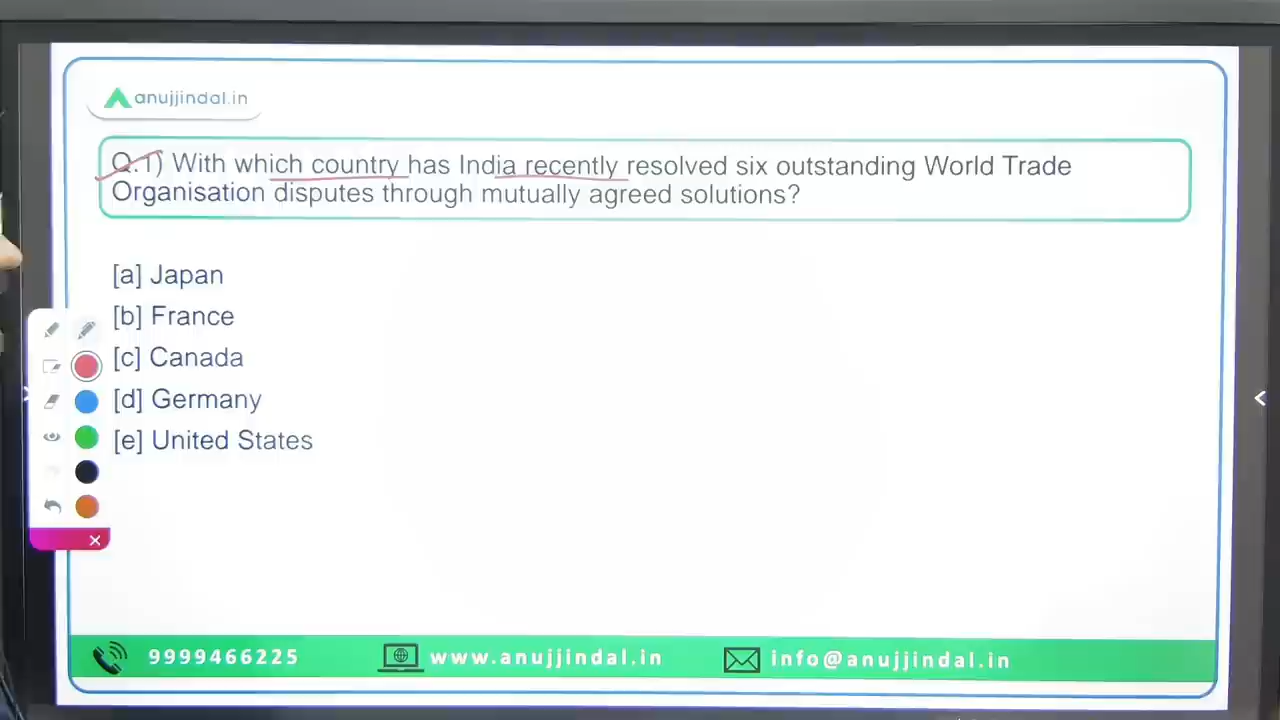 anujjindal.in
Q.1) With which country has India recently resolved six outstanding World Trade
Organisation disputes through mutually agreed solutions?
[a] Japan
[b] France
[c] Canada
[d] Germany
[e] United States
9999466225 www.anujjindal.in info@anujjindal.in